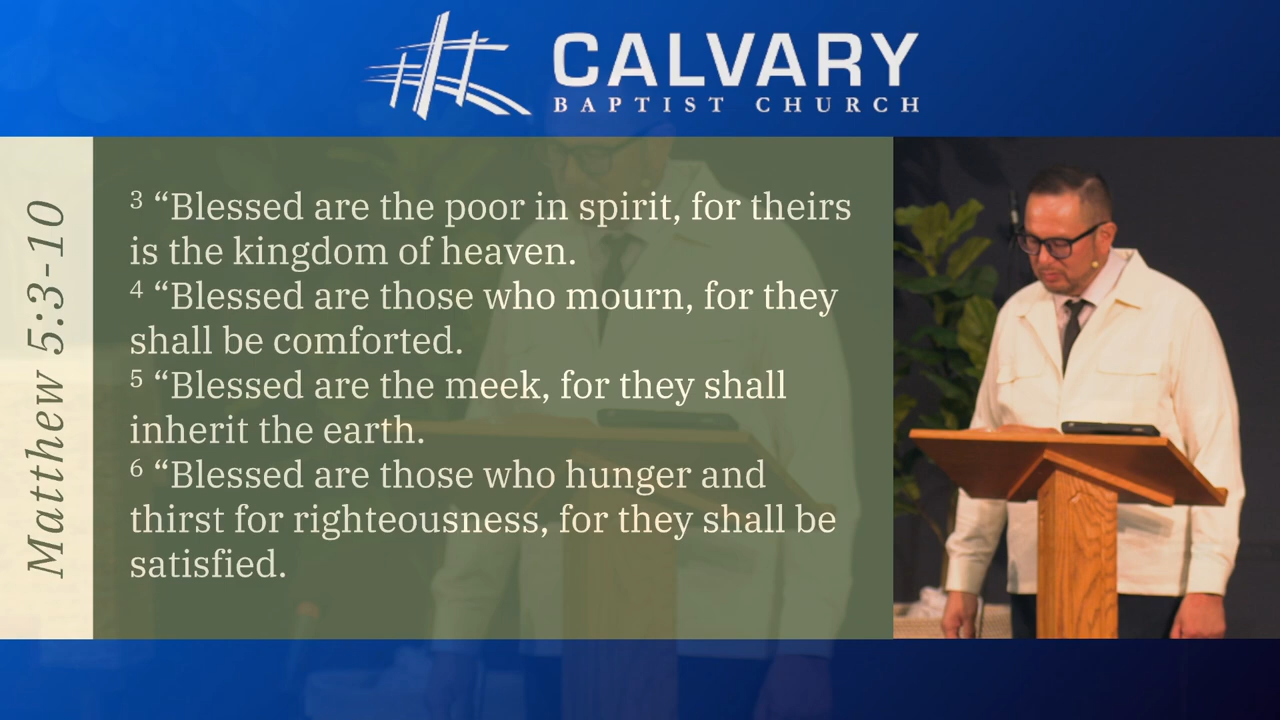 CALVARY
BAPTIST CHURCH
Matthew 5:3-10
3 “Blessed are the poor in spirit, for theirs
is the kingdom of heaven.
4 “Blessed are those who mourn, for they
shall be comforted.
5 “Blessed are the meek, for they shall
inherit the earth.
6 “Blessed are those who hunger and
thirst for righteousness, for they shall be
satisfied.